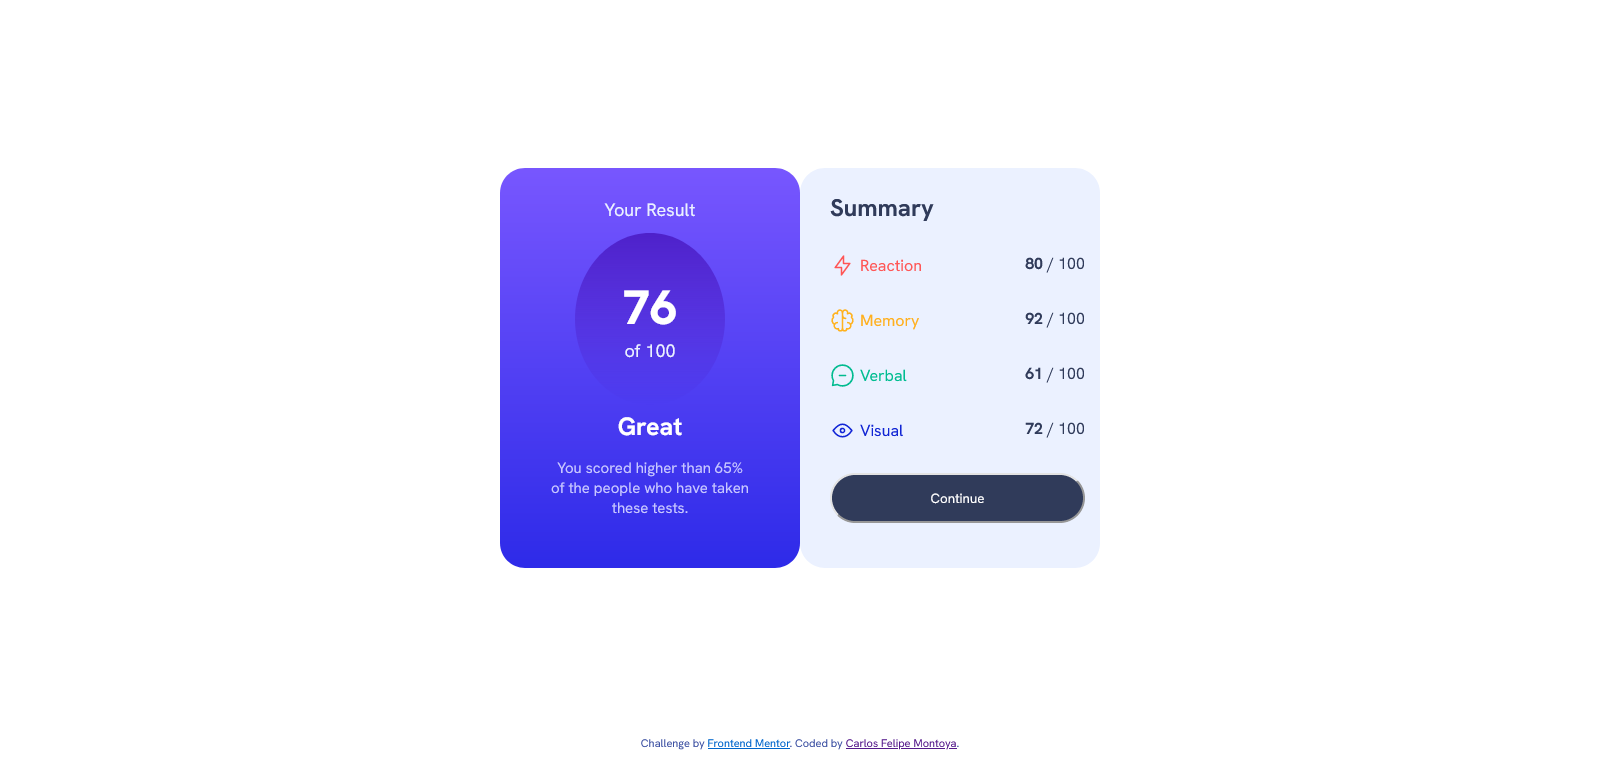 Your Result
76
of 100
Great
You scored higher than 65%
of the people who have taken
these tests.
Summary
Reaction 80 / 100
Memory 92 / 100
Verbal 61 / 100
Visual 72 / 100
Continue
Challenge by Frontend Mentor. Coded by Carlos Felipe Montoya.